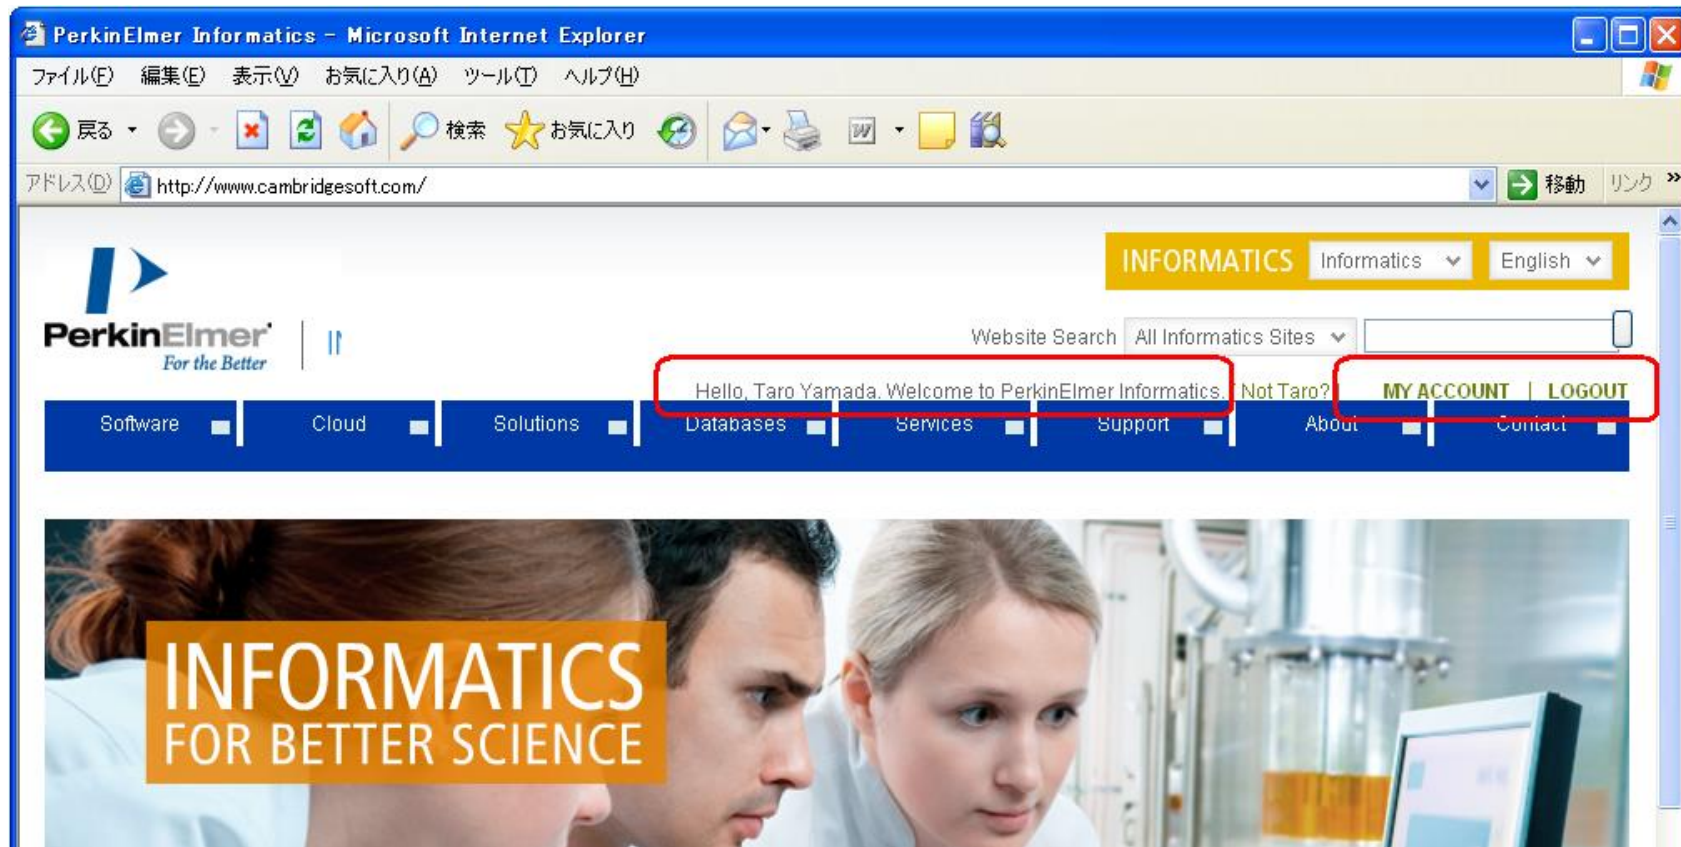 PerkinElmer Informatics - Microsoft Internet Explorer
ファイル(F) 編集(E) 表示(V) お気に入り(A) ツール(T) ヘルプ(H)
戻る 検索 お気に入り
アドレス(D) http://www.cambridgesoft.com/ 移動 リンク »
INFORMATICS Informatics English
PerkinElmer
For the Better
Website Search All Informatics Sites
Hello, Taro Yamada. Welcome to PerkinElmer Informatics. Not Taro? MY ACCOUNT | LOGOUT
Software Cloud Solutions Databases Services Support About Contact
INFORMATICS
FOR BETTER SCIENCE